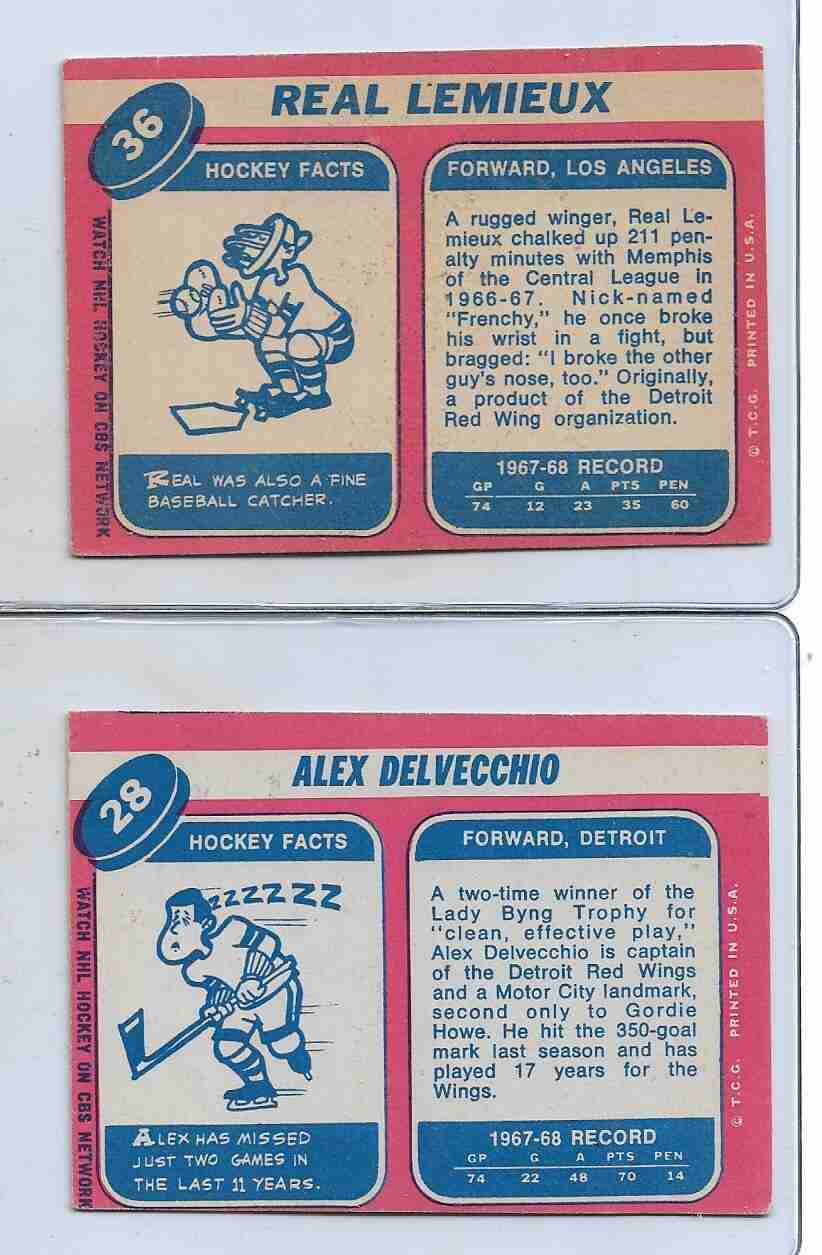 36
REAL LEMIEUX
HOCKEY FACTS
REAL WAS ALSO A FINE
BASEBALL CATCHER.
FORWARD, LOS ANGELES
A rugged winger, Real Le-
mieux chalked up 211 pen-
alty minutes with Memphis
of the Central League in
1966-67. Nick-named
"Frenchy," he once broke
his wrist in a fight, but
bragged: "I broke the other
guy's nose, too." Originally,
a product of the Detroit
Red Wing organization.
1967-68 RECORD
GP G A PTS PEN
74 12 23 35 60
WATCH NHL HOCKEY ON CBS NETWORK
© T.C.G. PRINTED IN U.S.A.
28
ALEX DELVECCHIO
HOCKEY FACTS
ZZZZZZZ
ALEX HAS MISSED
JUST TWO GAMES IN
THE LAST 11 YEARS.
FORWARD, DETROIT
A two-time winner of the
Lady Byng Trophy for
"clean, effective play,"
Alex Delvecchio is captain
of the Detroit Red Wings
and a Motor City landmark,
second only to Gordie
Howe. He hit the 350-goal
mark last season and has
played 17 years for the
Wings.
1967-68 RECORD
GP G A PTS PEN
74 22 48 70 14
WATCH NHL HOCKEY ON CBS NETWORK
© T.C.G. PRINTED IN U.S.A.